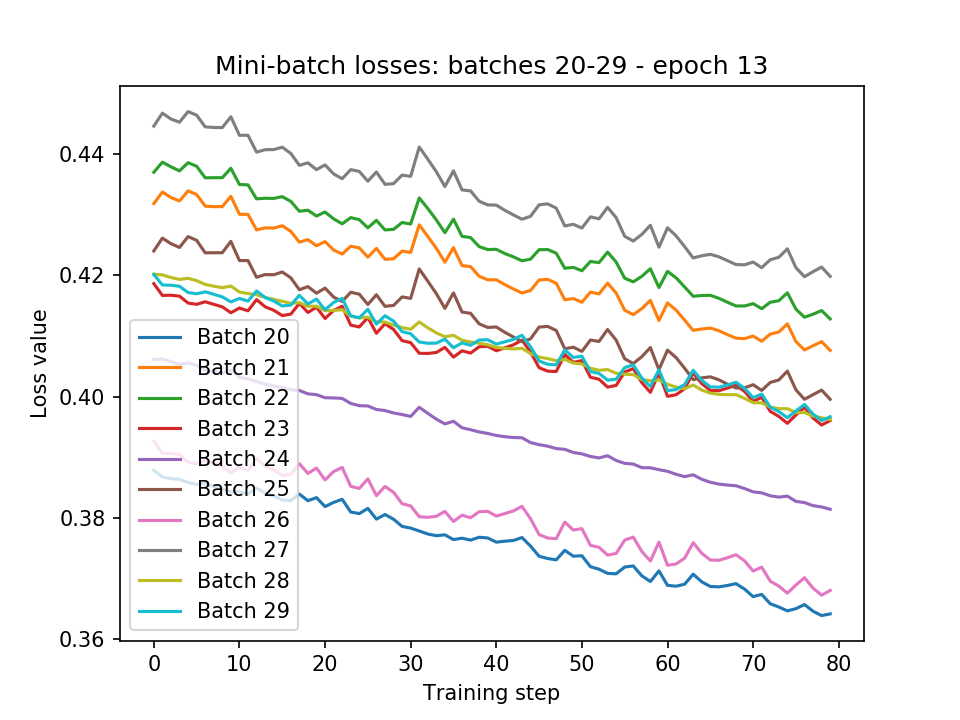 Mini-batch losses: batches 20-29 - epoch 13
Loss value
0.44
0.42
0.40
0.38
0.36
Batch 20
Batch 21
Batch 22
Batch 23
Batch 24
Batch 25
Batch 26
Batch 27
Batch 28
Batch 29
0 10 20 30 40 50 60 70 80
Training step